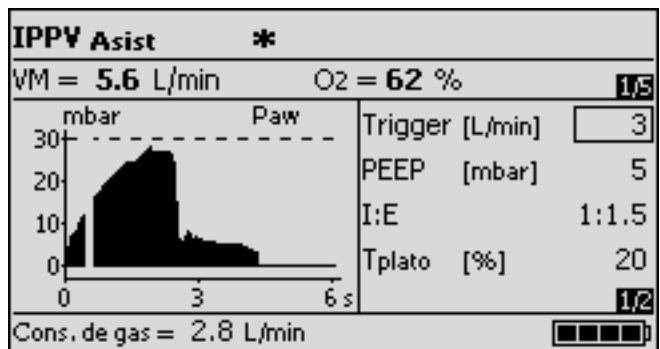 IPPV Asist *
VM = 5.6 L/min O2 = 62 % 1/5
mbar Paw
30
20
10
0
0 3 6 s
Trigger [L/min] 3
PEEP [mbar] 5
I:E 1:1.5
Tplato [%] 20
1/2
Cons. de gas = 2.8 L/min